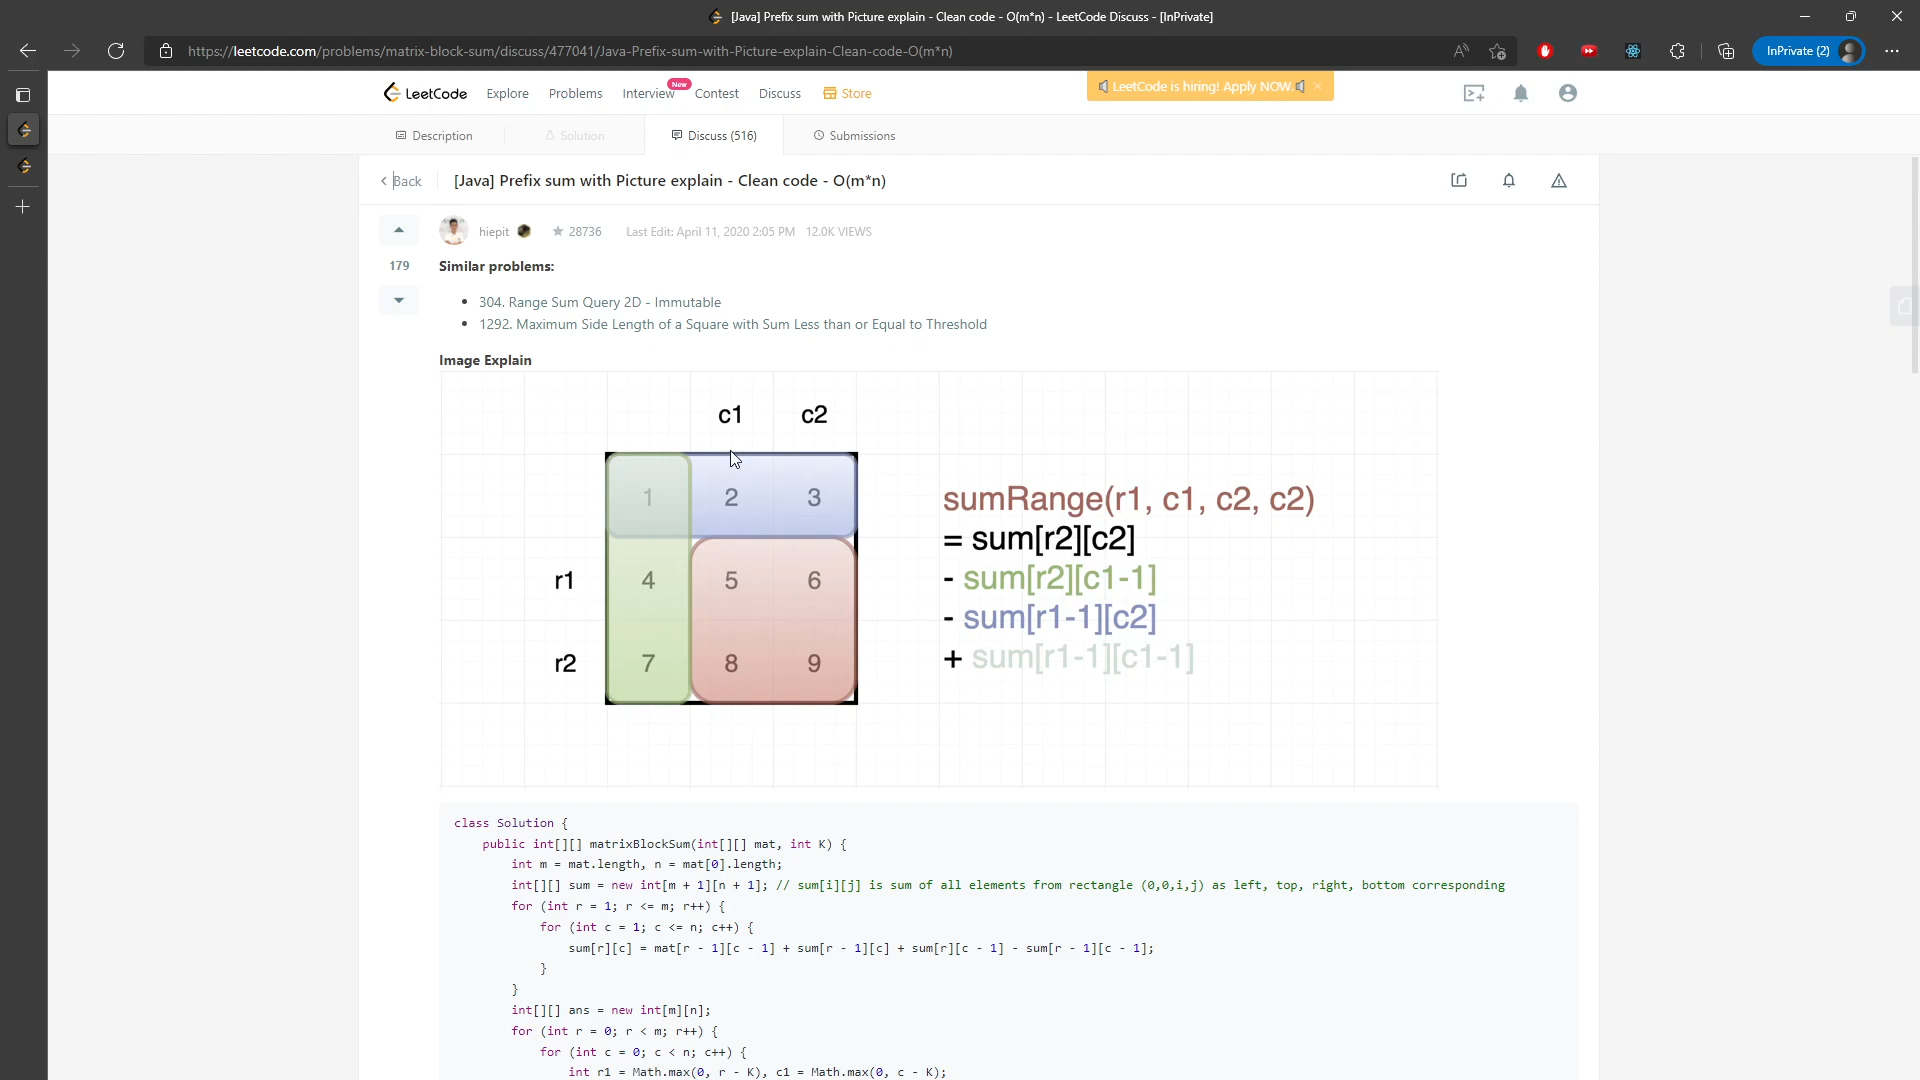 [Java] Prefix sum with Picture explain - Clean code - O(m*n) - LeetCode Discuss - [InPrivate]
https://leetcode.com/problems/matrix-block-sum/discuss/477041/Java-Prefix-sum-with-Picture-explain-Clean-code-O(m*n)
InPrivate (2)
LeetCode Explore Problems Interview New Contest Discuss Store
LeetCode is hiring! Apply NOW.
Description Solution Discuss (516) Submissions
Back [Java] Prefix sum with Picture explain - Clean code - O(m*n)
hiepit 28736 Last Edit: April 11, 2020 2:05 PM 12.0K VIEWS
179
Similar problems:
304. Range Sum Query 2D - Immutable
1292. Maximum Side Length of a Square with Sum Less than or Equal to Threshold
Image Explain
c1 c2
1 2 3
r1 4 5 6
r2 7 8 9
sumRange(r1, c1, c2, c2)
= sum[r2][c2]
- sum[r2][c1-1]
- sum[r1-1][c2]
+ sum[r1-1][c1-1]
class Solution {
public int[][] matrixBlockSum(int[][] mat, int K) {
int m = mat.length, n = mat[0].length;
int[][] sum = new int[m + 1][n + 1]; // sum[i][j] is sum of all elements from rectangle (0,0,i,j) as left, top, right, bottom corresponding
for (int r = 1; r <= m; r++) {
for (int c = 1; c <= n; c++) {
sum[r][c] = mat[r - 1][c - 1] + sum[r - 1][c] + sum[r][c - 1] - sum[r - 1][c - 1];
}
}
int[][] ans = new int[m][n];
for (int r = 0; r < m; r++) {
for (int c = 0; c < n; c++) {
int r1 = Math.max(0, r - K), c1 = Math.max(0, c - K);